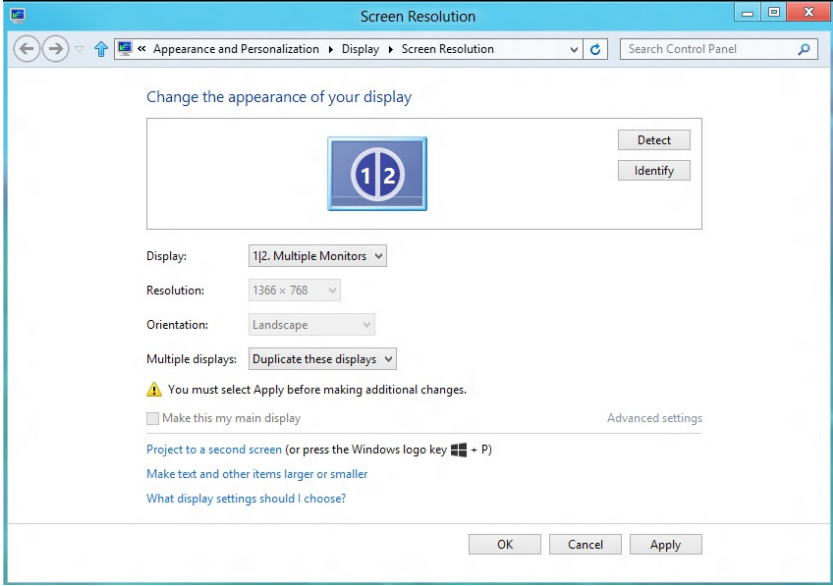 Screen Resolution
« Appearance and Personalization Display Screen Resolution Search Control Panel
Change the appearance of your display
1 2
Detect
Identify
Display: 1|2. Multiple Monitors
Resolution: 1366 × 768
Orientation: Landscape
Multiple displays: Duplicate these displays
You must select Apply before making additional changes.
Make this my main display Advanced settings
Project to a second screen (or press the Windows logo key + P)
Make text and other items larger or smaller
What display settings should I choose?
OK Cancel Apply